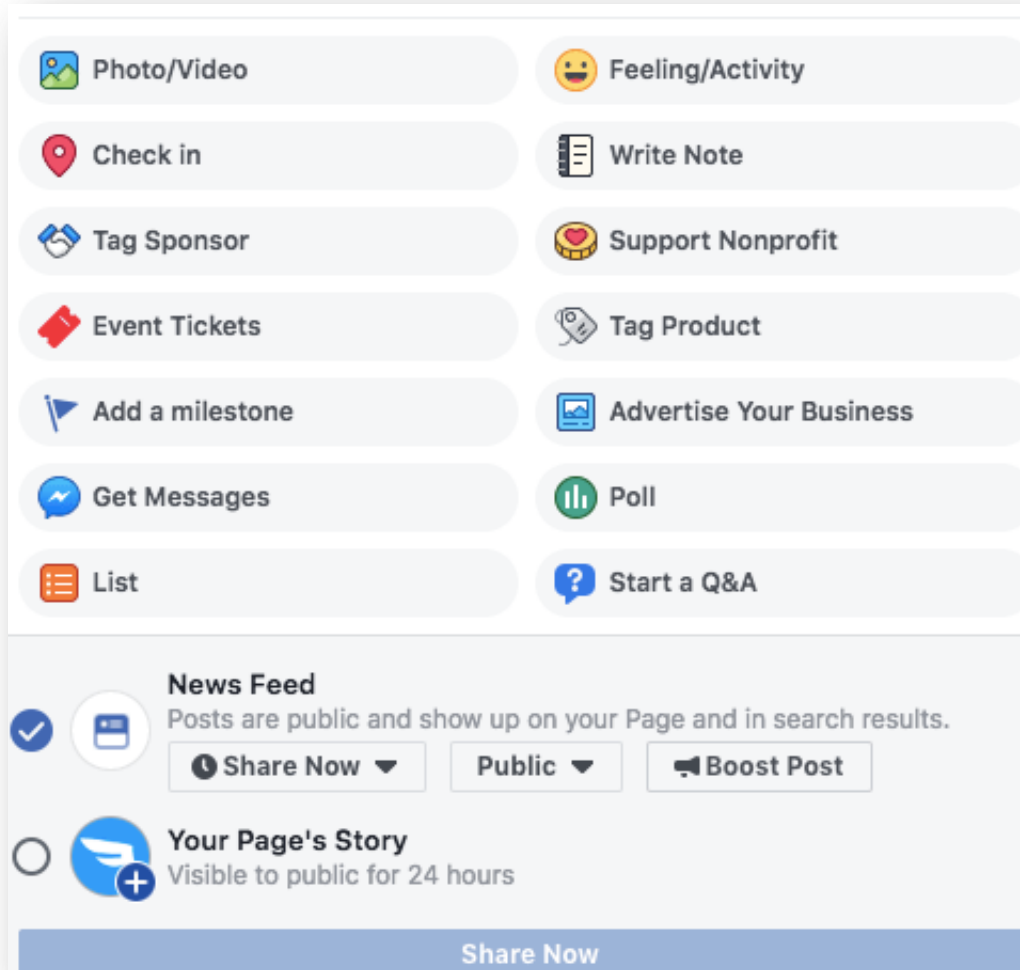 Photo/Video Feeling/Activity
Check in Write Note
Tag Sponsor Support Nonprofit
Event Tickets Tag Product
Add a milestone Advertise Your Business
Get Messages Poll
List Start a Q&A
News Feed
Posts are public and show up on your Page and in search results.
Share Now Public Boost Post
Your Page's Story
Visible to public for 24 hours
Share Now